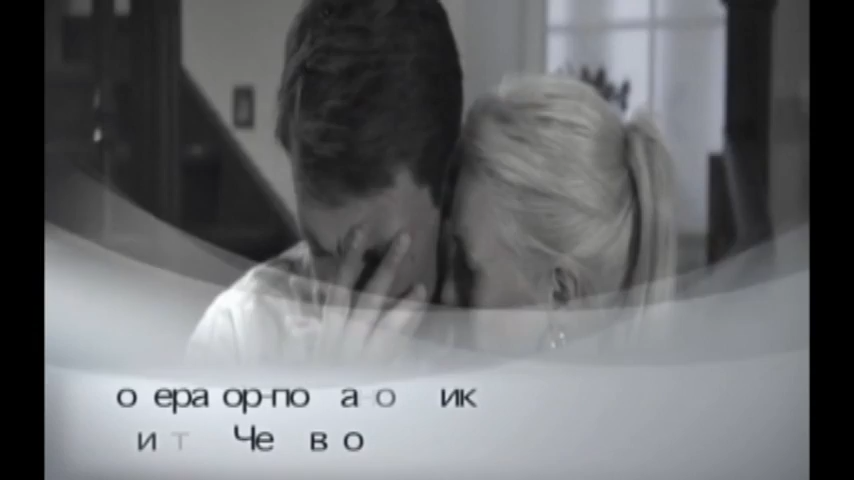 о ера ор-по а о ик
и т Че в о